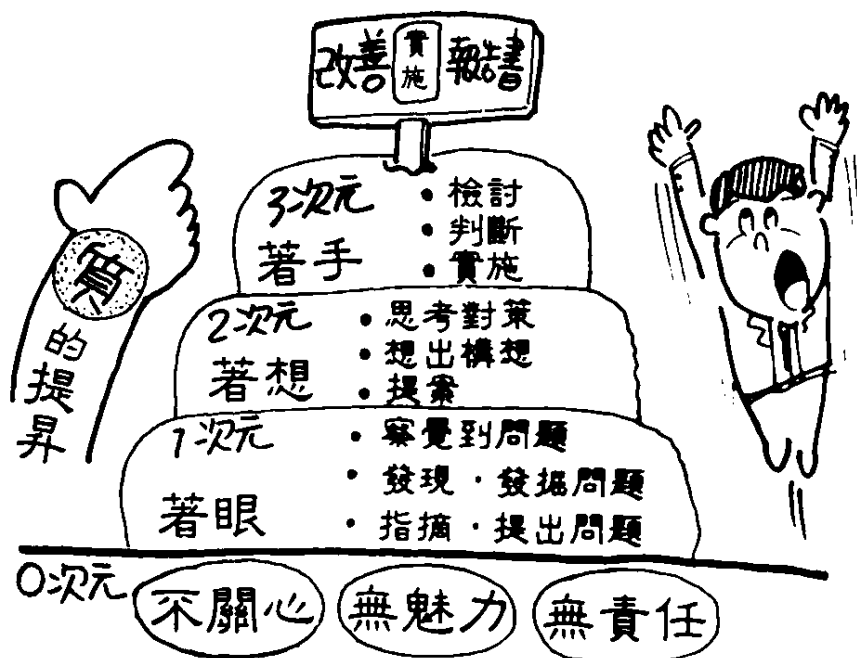 改善 實施 報告書
3次元
著手
• 檢討
• 判斷
• 實施
2次元
著想
• 思考對策
• 想出構想
• 提案
1次元
著眼
• 察覺到問題
• 發現・發掘問題
• 指摘・提出問題
0次元
不關心
無魅力
無責任
質
的提昇